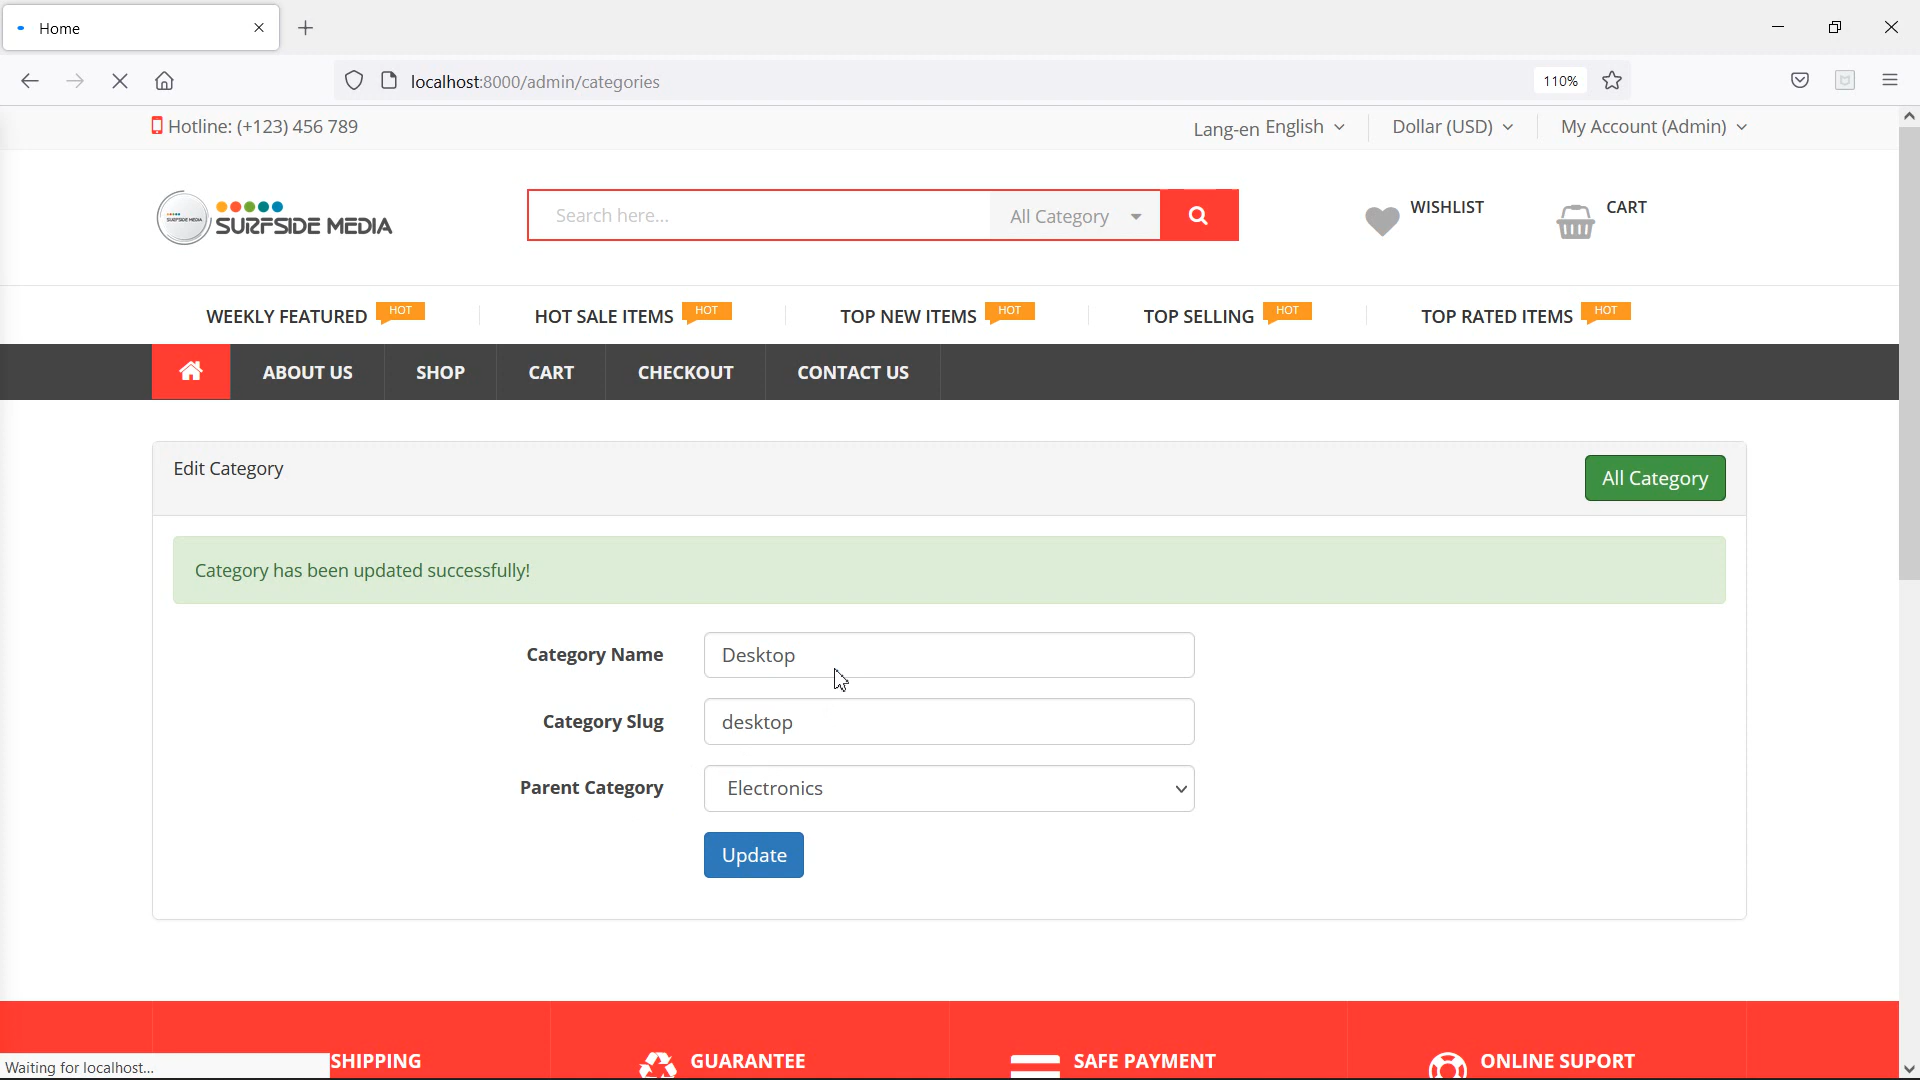 Home
localhost:8000/admin/categories
110%
Hotline: (+123) 456 789
Lang-en English
Dollar (USD)
My Account (Admin)
SURFSIDE MEDIA
Search here...
All Category
WISHLIST
CART
WEEKLY FEATURED HOT
HOT SALE ITEMS HOT
TOP NEW ITEMS HOT
TOP SELLING HOT
TOP RATED ITEMS HOT
ABOUT US
SHOP
CART
CHECKOUT
CONTACT US
Edit Category
All Category
Category has been updated successfully!
Category Name
Desktop
Category Slug
desktop
Parent Category
Electronics
Update
SHIPPING
GUARANTEE
SAFE PAYMENT
ONLINE SUPORT
Waiting for localhost...